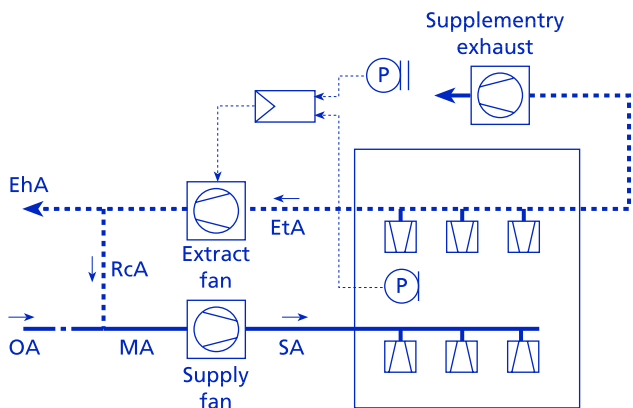 Supplementry
exhaust
P
EhA
EtA
Extract
fan
RcA
P
OA
MA
SA
Supply
fan